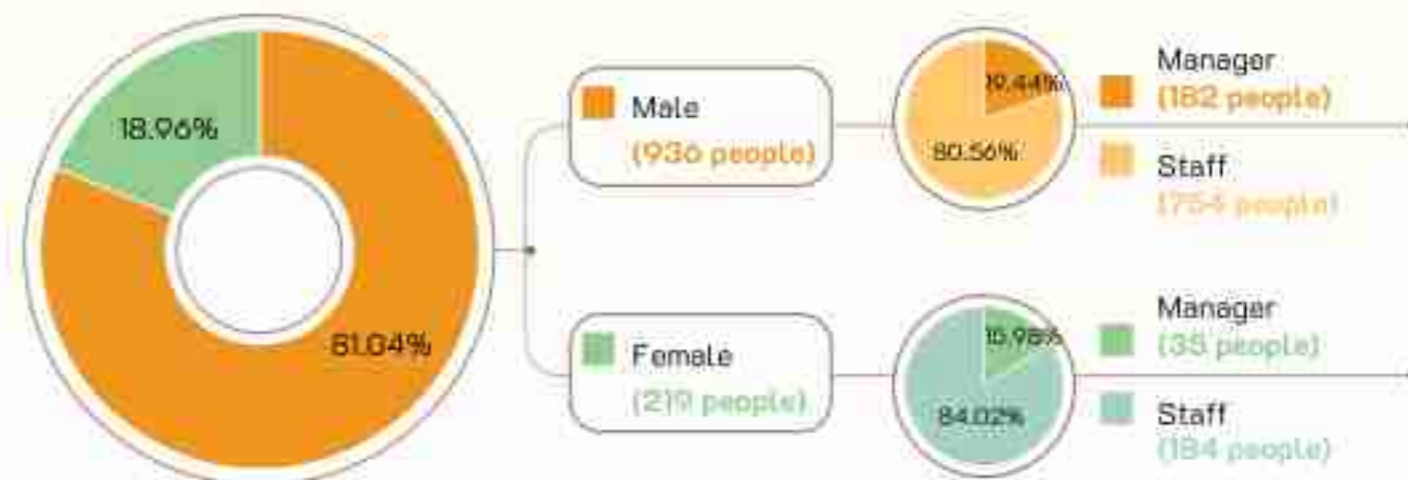 18.96%
81.04%
Male
(936 people)
19.44%
80.56%
Manager
(182 people)
Staff
(754 people)
Female
(219 people)
15.98%
84.02%
Manager
(35 people)
Staff
(184 people)